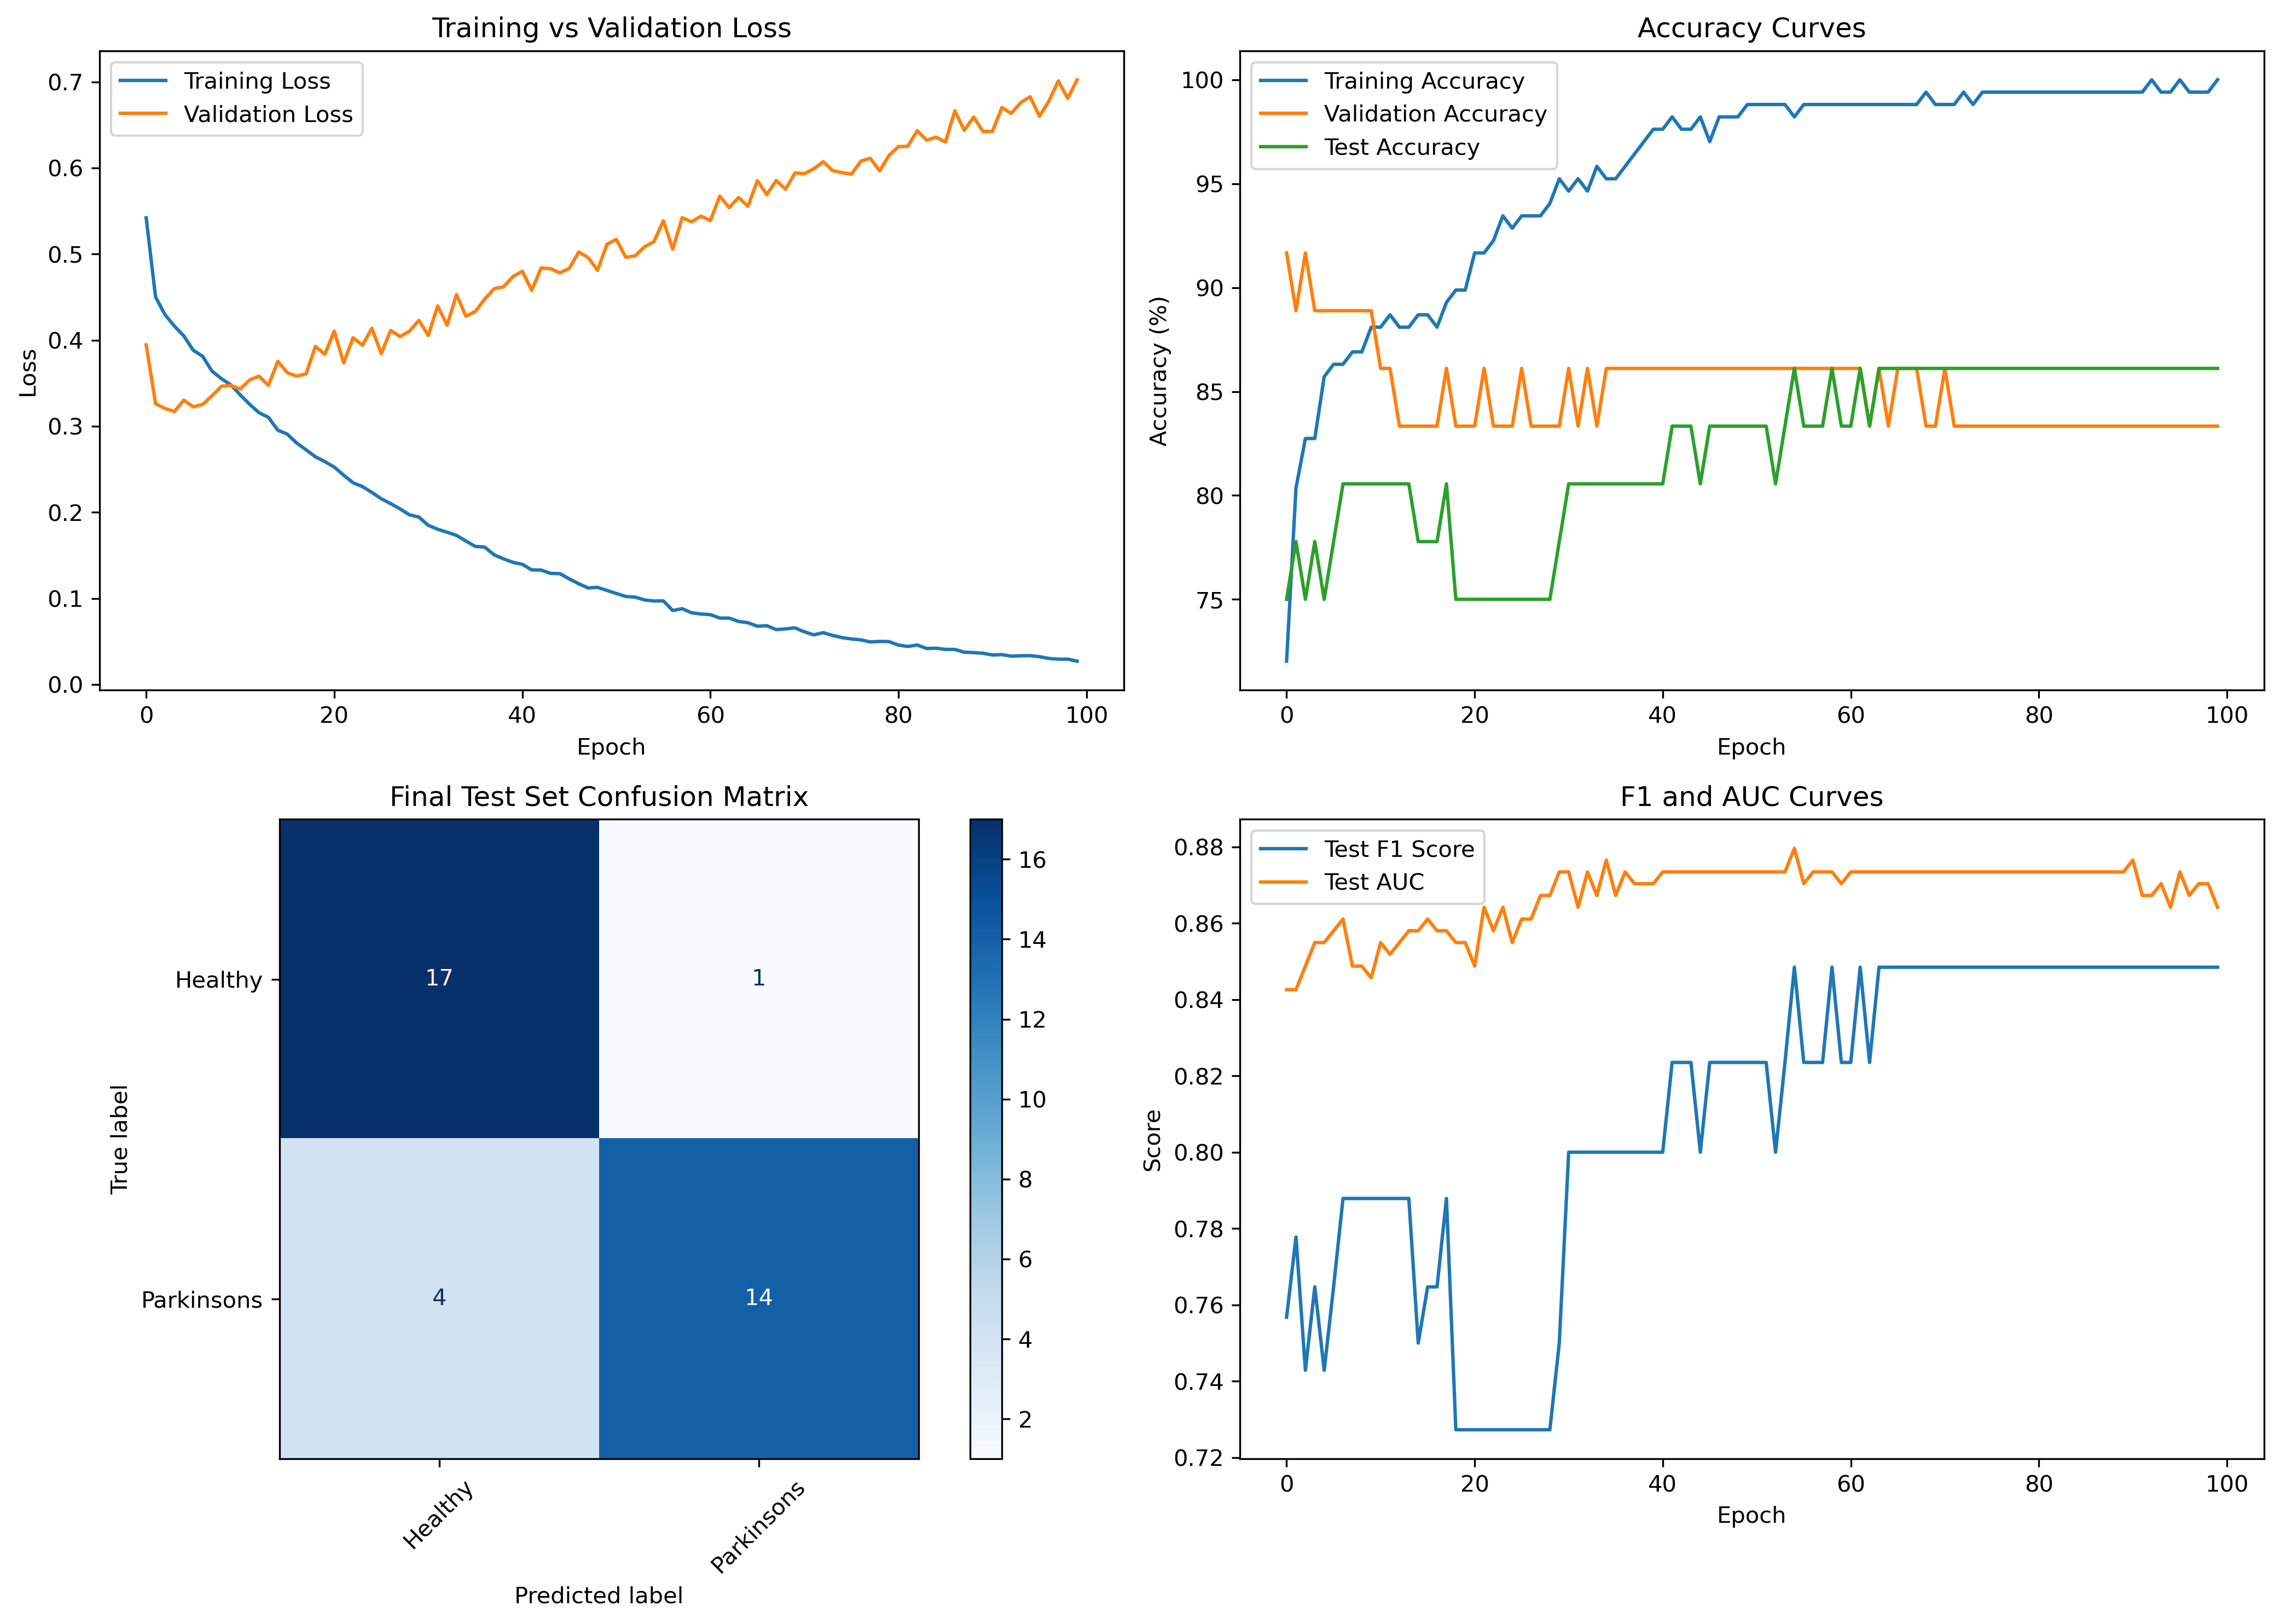 Training vs Validation Loss
Training Loss
Validation Loss
0.7
0.6
0.5
0.4
0.3
0.2
0.1
0.0
Loss
0 20 40 60 80 100
Epoch
Accuracy Curves
Training Accuracy
Validation Accuracy
Test Accuracy
100
95
90
85
80
75
Accuracy (%)
0 20 40 60 80 100
Epoch
Final Test Set Confusion Matrix
Healthy
Parkinsons
True label
17 1
4 14
Healthy Parkinsons
Predicted label
16
14
12
10
8
6
4
2
F1 and AUC Curves
Test F1 Score
Test AUC
0.88
0.86
0.84
0.82
0.80
0.78
0.76
0.74
0.72
Score
0 20 40 60 80 100
Epoch